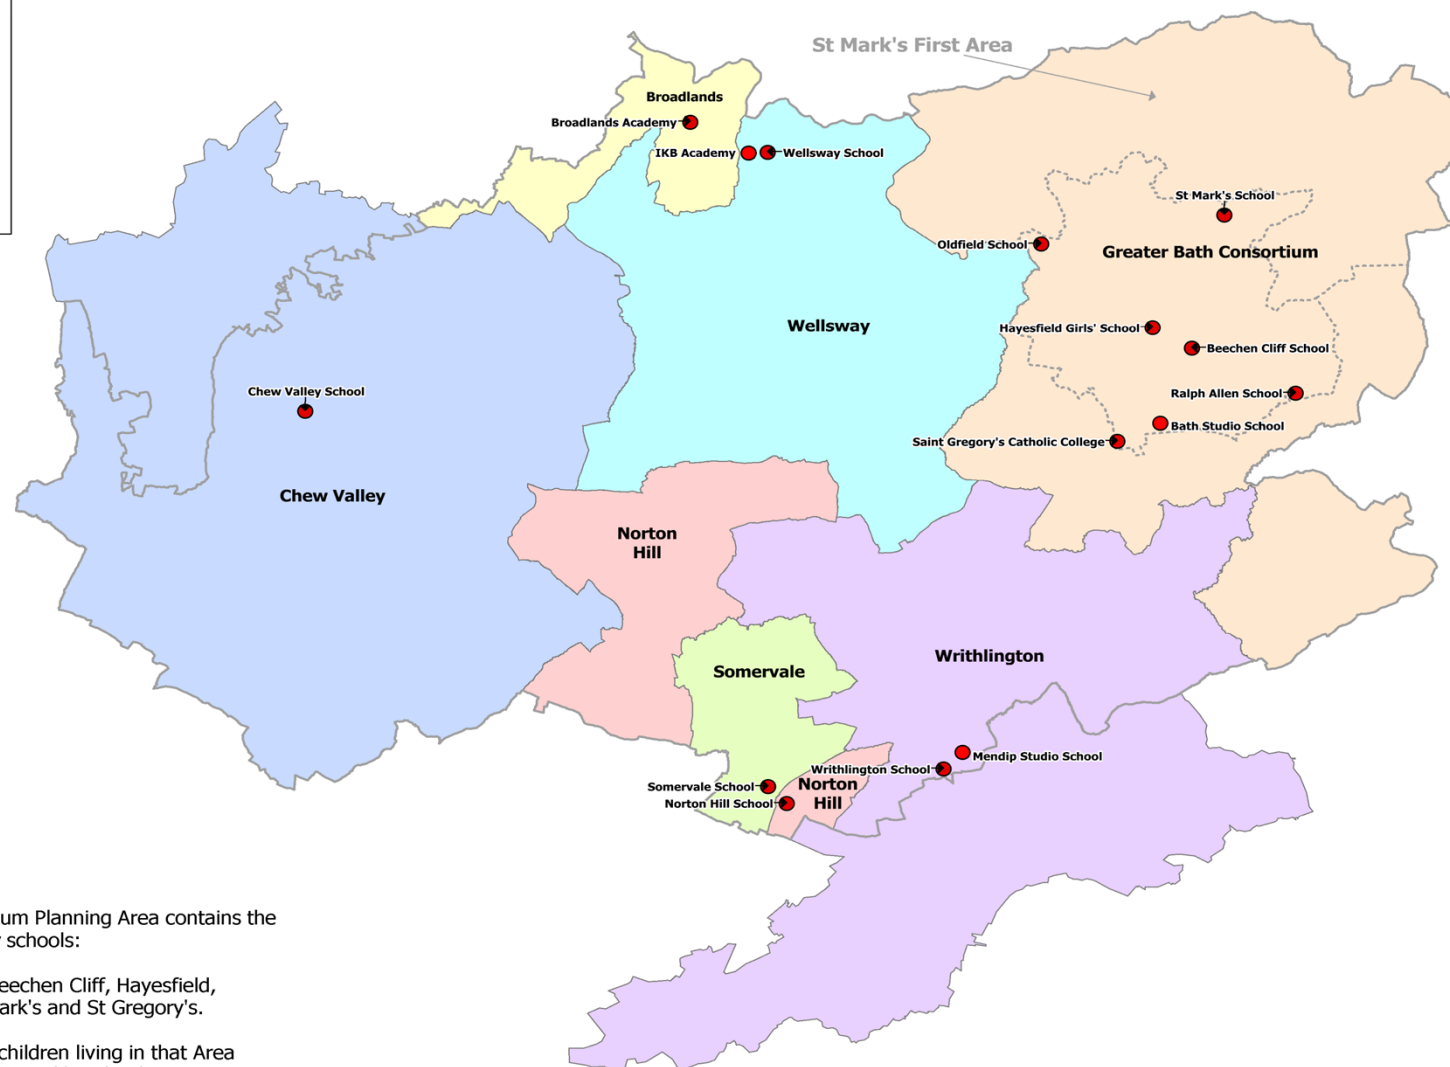 St Mark's First Area
Broadlands
Broadlands Academy
IKB Academy
Wellsway School
St Mark's School
Oldfield School
Greater Bath Consortium
Wellsway
Hayesfield Girls' School
Beechen Cliff School
Chew Valley School
Ralph Allen School
Bath Studio School
Saint Gregory's Catholic College
Chew Valley
Norton
Hill
Writhlington
Somervale
Mendip Studio School
Writhlington School
Somervale School
Norton
Hill
Norton Hill School
um Planning Area contains the
schools:
eechen Cliff, Hayesfield,
ark's and St Gregory's.
children living in that Area